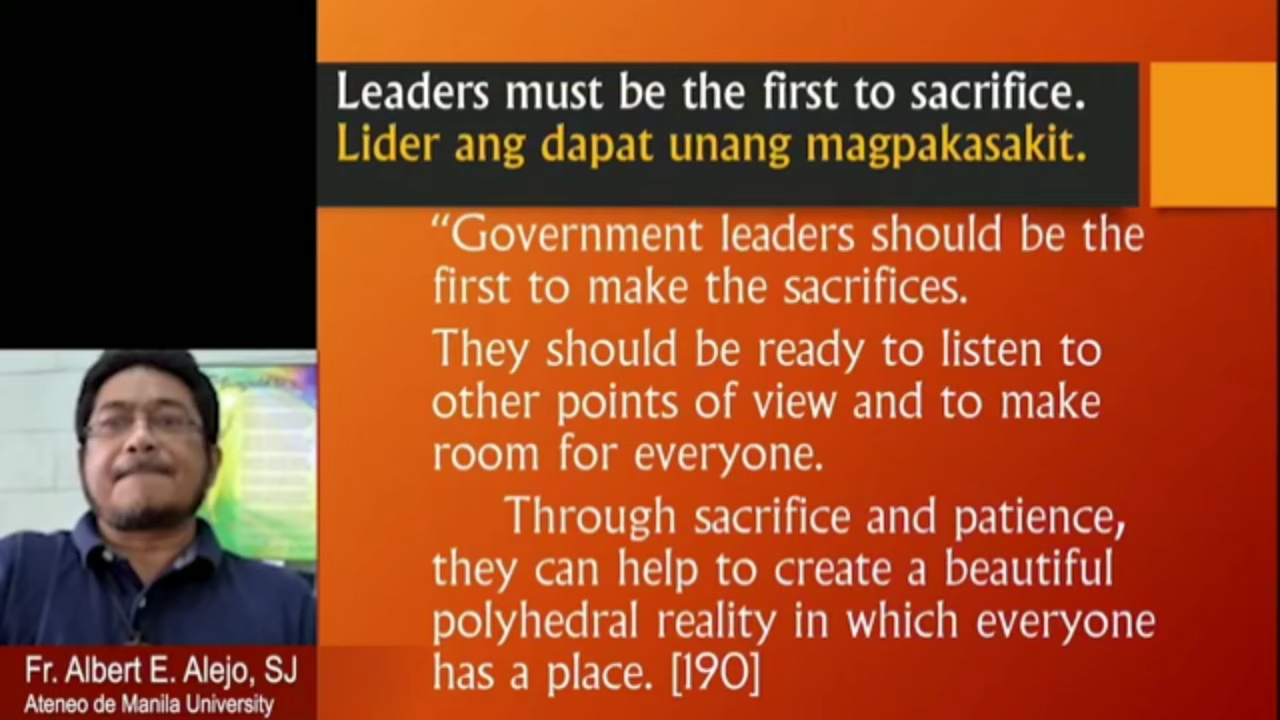 Leaders must be the first to sacrifice.
Lider ang dapat unang magpakasakit.
“Government leaders should be the
first to make the sacrifices.
They should be ready to listen to
other points of view and to make
room for everyone.
Through sacrifice and patience,
they can help to create a beautiful
polyhedral reality in which everyone
has a place. [190]
Fr. Albert E. Alejo, SJ
Ateneo de Manila University